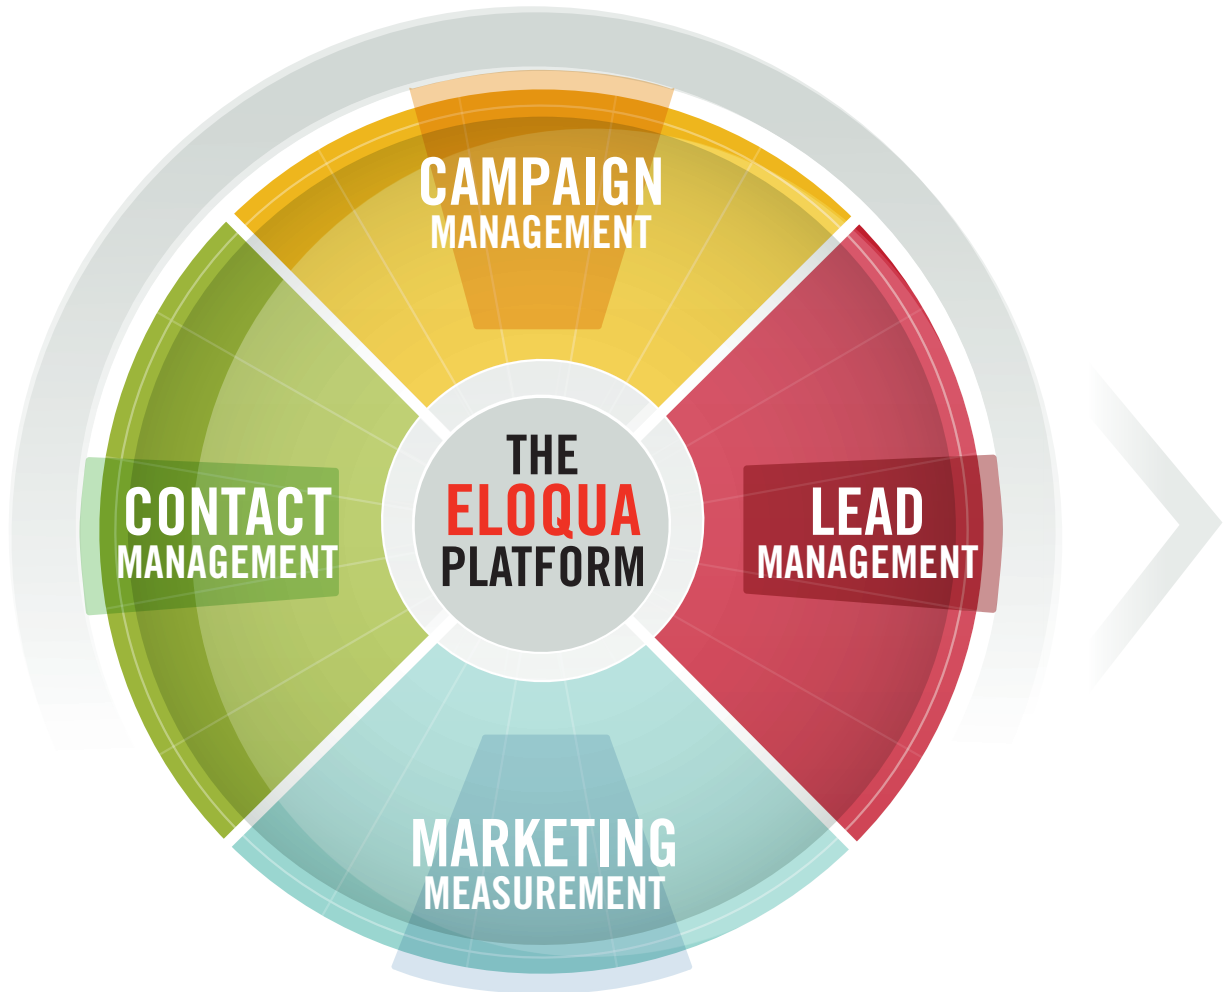 CAMPAIGN
MANAGEMENT
CONTACT
MANAGEMENT
THE
ELOQUA
PLATFORM
LEAD
MANAGEMENT
MARKETING
MEASUREMENT